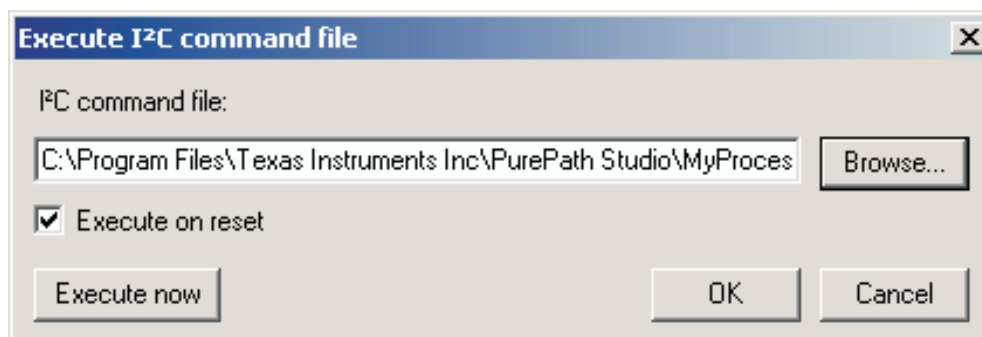 Execute I²C command file
I²C command file:
C:\Program Files\Texas Instruments Inc\PurePath Studio\MyProces
Browse...
Execute on reset
Execute now
OK
Cancel